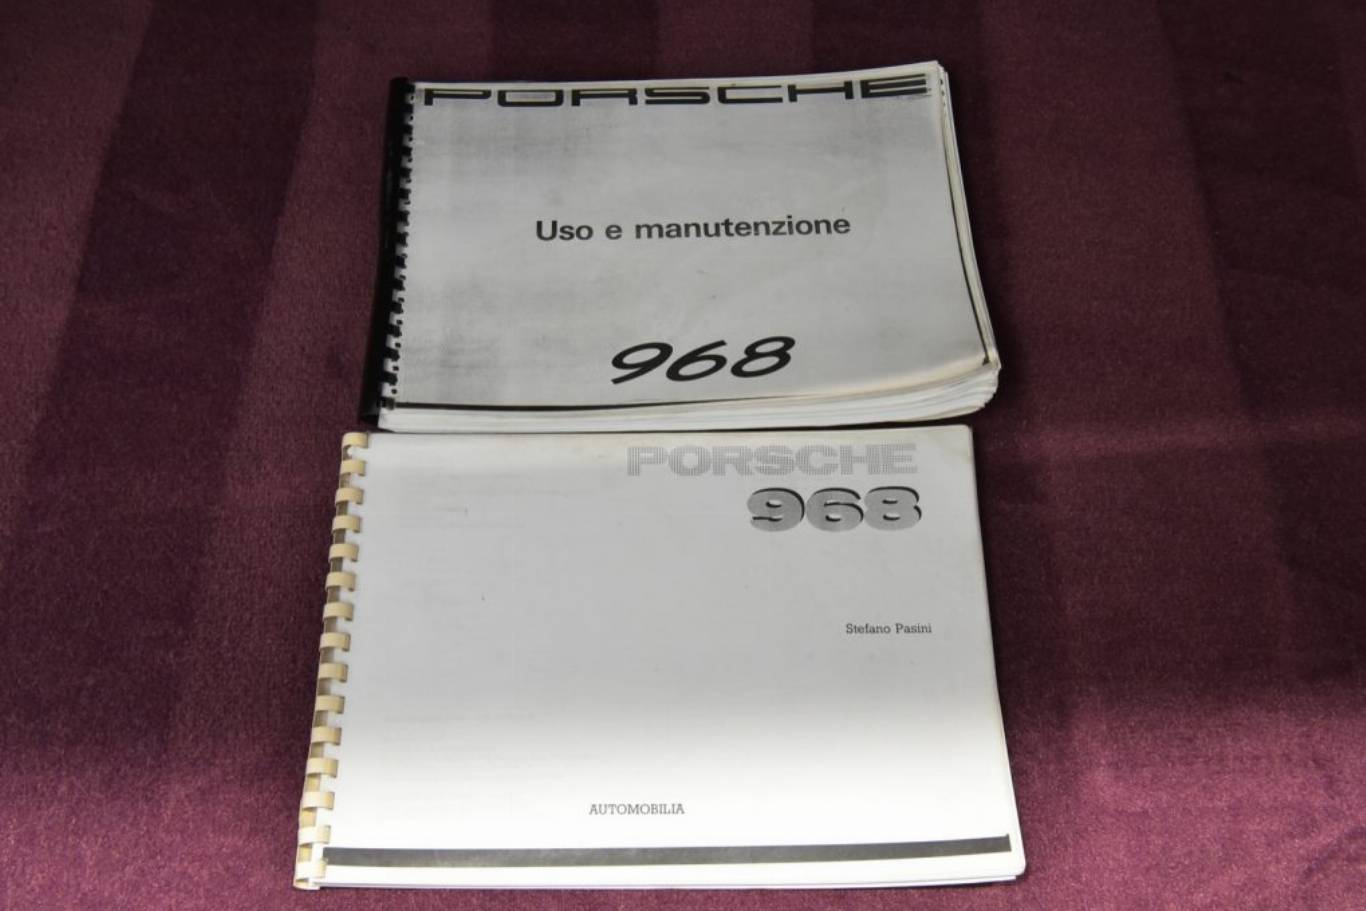 PORSCHE
Uso e manutenzione
968
PORSCHE
968
Stefano Pasini
AUTOMOBILIA